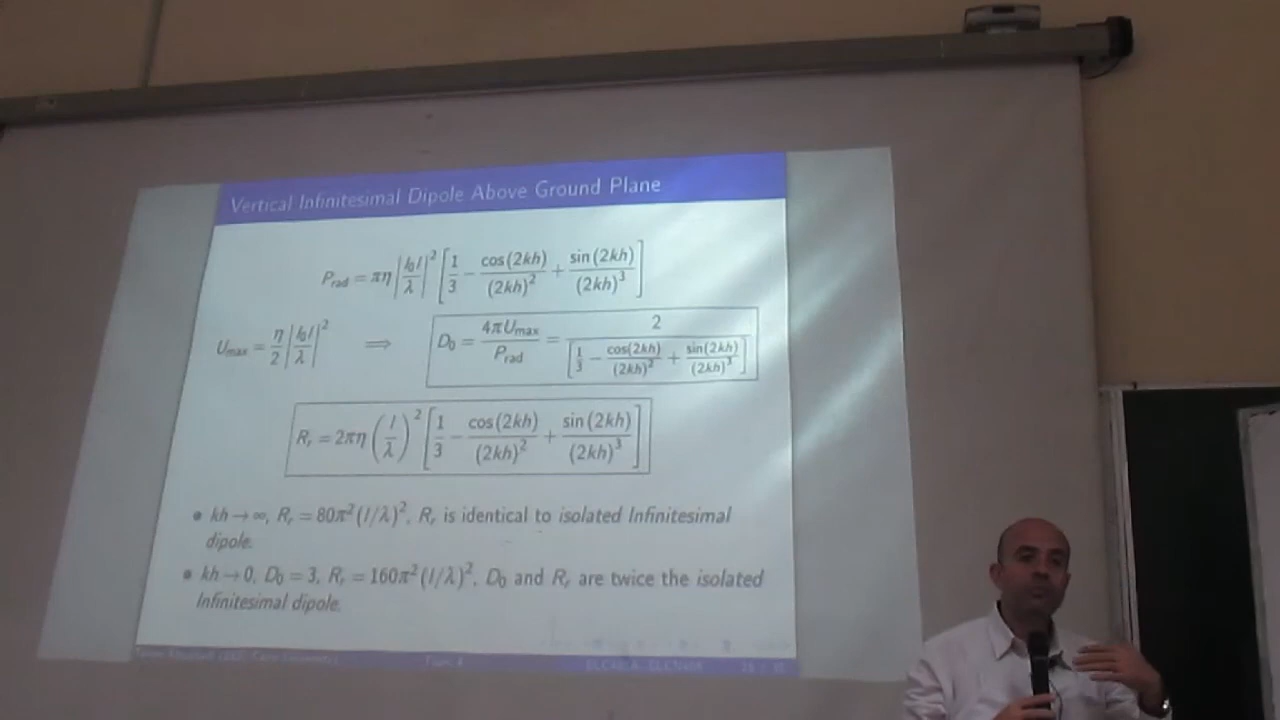 Vertical Infinitesimal Dipole Above Ground Plane
P_rad = πη |I₀l/λ|² [1/3 − cos(2kh)/(2kh)² + sin(2kh)/(2kh)³]
U_max = η/2 |I₀l/λ|² ⟹ D₀ = 4πU_max/P_rad = 2/[1/3 − cos(2kh)/(2kh)² + sin(2kh)/(2kh)³]
R_r = 2πη (l/λ)² [1/3 − cos(2kh)/(2kh)² + sin(2kh)/(2kh)³]
• kh → ∞, R_r = 80π²(l/λ)², R_r is identical to isolated Infinitesimal
dipole.
• kh → 0, D₀ = 3, R_r = 160π²(l/λ)², D₀ and R_r are twice the isolated
Infinitesimal dipole.